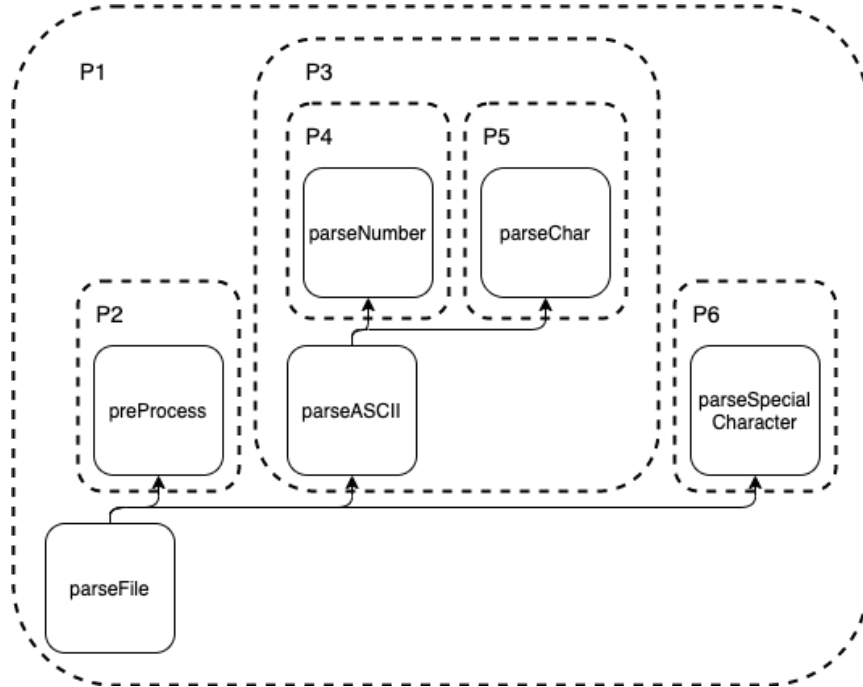 P1
P3
P4
P5
parseNumber
parseChar
P2
P6
preProcess
parseASCII
parseSpecial
Character
parseFile